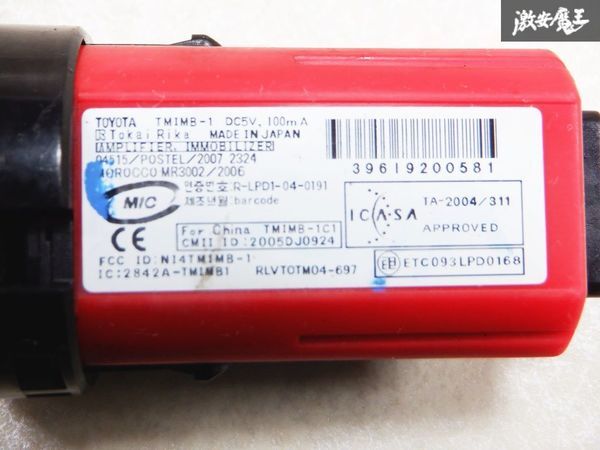 激安魔王
TOYOTA TMIMB-1 DC5V, 100mA
Tokai Rika MADE IN JAPAN
AMPLIFIER, IMMOBILIZER
04515/POSTEL/2007 2324
MOROCCO MR3002/2006
MIC 인증번호:R-LPD1-04-0191
제조년월:barcode
39619200581
For China TMIMB-1C1
CMII ID:2005DJ0924
ICASA TA-2004/311
APPROVED
CE
FCC ID:NI4TMIMB-1
IC:2842A-TMIMB1 RLVTOTM04-697
ETC093LPD0168